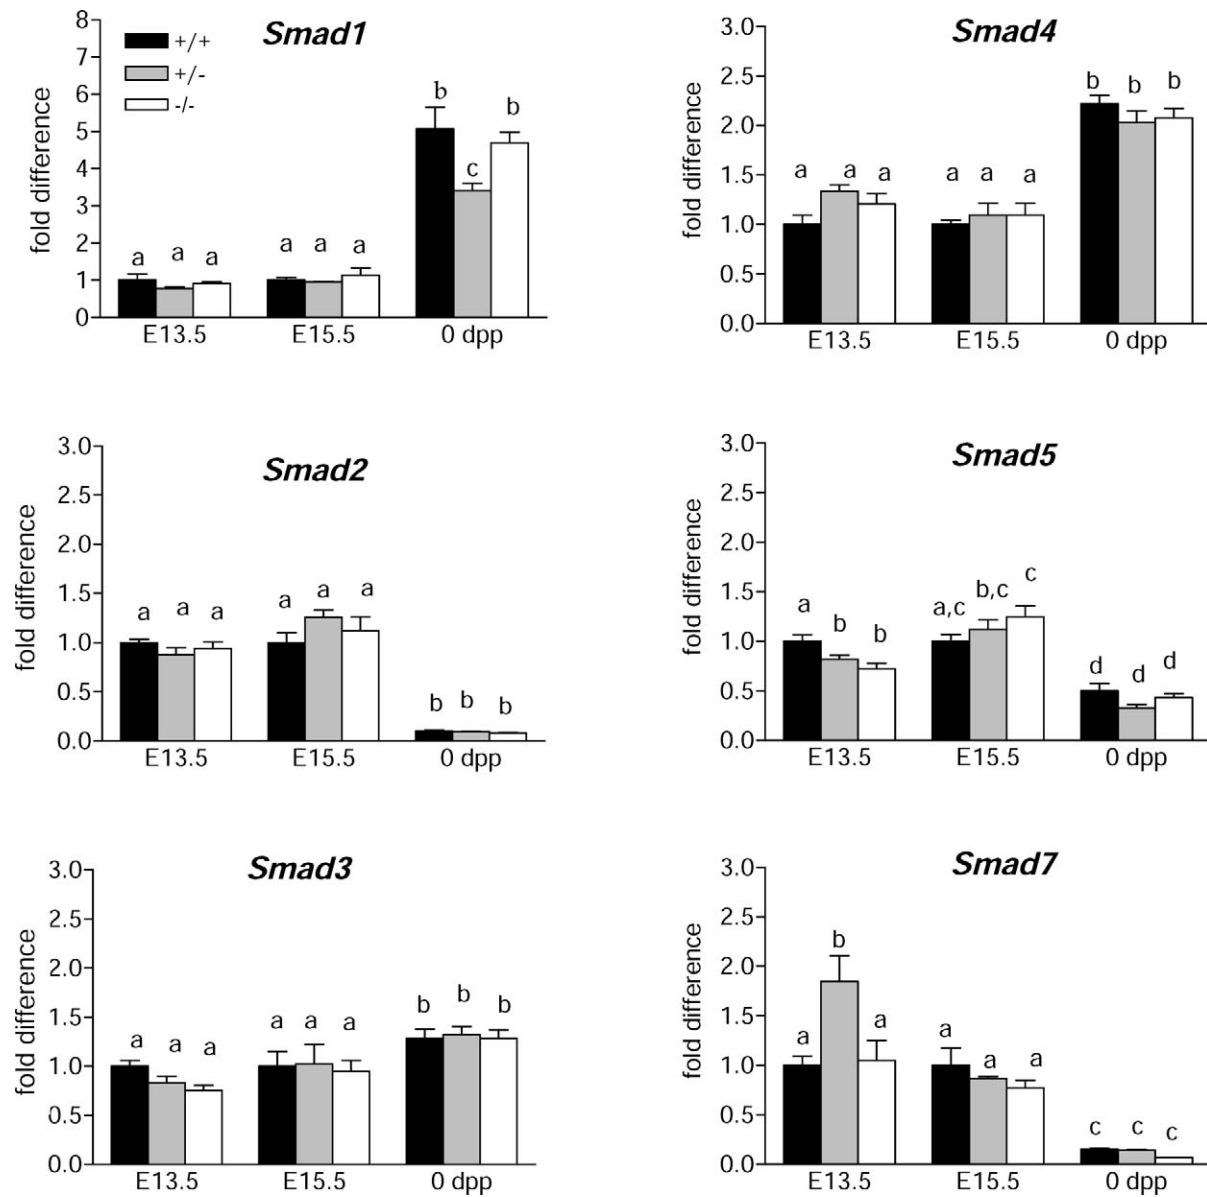 Smad1
fold difference
8
7
6
5
4
3
2
1
0
+/+
+/-
-/-
a a a
a a a
b c b
E13.5 E15.5 0 dpp
Smad4
fold difference
3.0
2.5
2.0
1.5
1.0
0.5
0.0
a a a
a a a
b b b
E13.5 E15.5 0 dpp
Smad2
fold difference
3.0
2.5
2.0
1.5
1.0
0.5
0.0
a a a
a a a
b b b
E13.5 E15.5 0 dpp
Smad5
fold difference
3.0
2.5
2.0
1.5
1.0
0.5
0.0
a b b
a,c b,c c
d d d
E13.5 E15.5 0 dpp
Smad3
fold difference
3.0
2.5
2.0
1.5
1.0
0.5
0.0
a a a
a a a
b b b
E13.5 E15.5 0 dpp
Smad7
fold difference
3.0
2.5
2.0
1.5
1.0
0.5
0.0
a b a
a a a
c c c
E13.5 E15.5 0 dpp